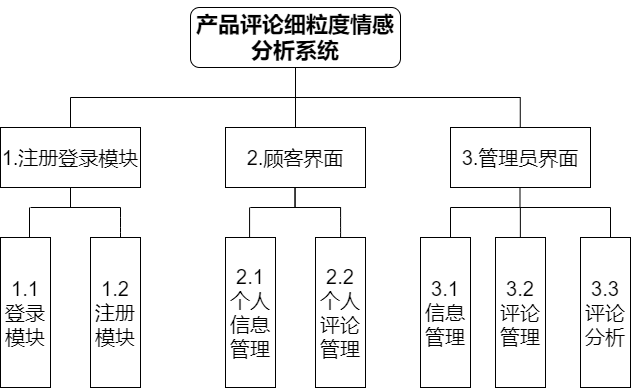 产品评论细粒度情感
分析系统
1.注册登录模块
2.顾客界面
3.管理员界面
1.1
登录
模块
1.2
注册
模块
2.1
个人
信息
管理
2.2
个人
评论
管理
3.1
信息
管理
3.2
评论
管理
3.3
评论
分析